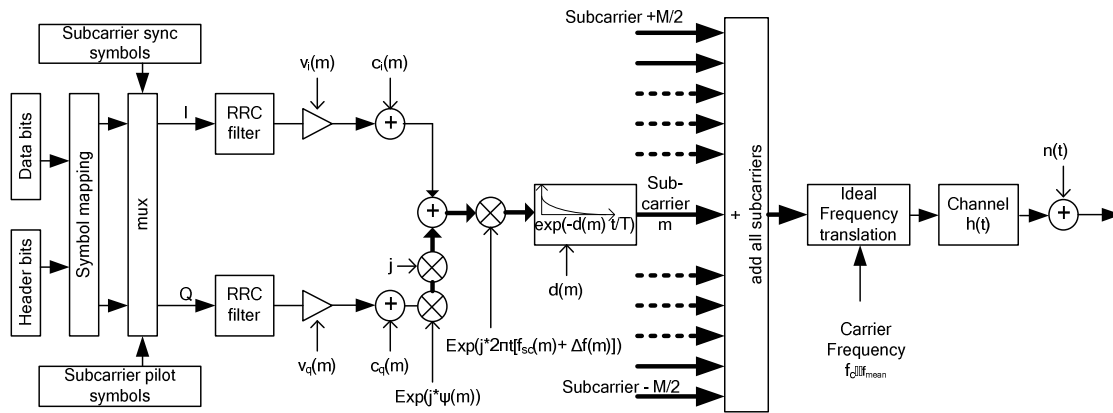 Subcarrier sync
symbols
Data bits
Header bits
Symbol mapping
mux
I
Q
Subcarrier pilot
symbols
RRC
filter
RRC
filter
vi(m)
ci(m)
+
+
j
vq(m)
+
cq(m)
Exp(j*ψ(m))
Exp(j*2πt[fsc(m)+ Δf(m)])
exp(-d(m) t/T)
d(m)
Subcarrier +M/2
Sub-
carrier
m
Subcarrier - M/2
+
add all subcarriers
Ideal
Frequency
translation
Carrier
Frequency
fc fmean
Channel
h(t)
n(t)
+